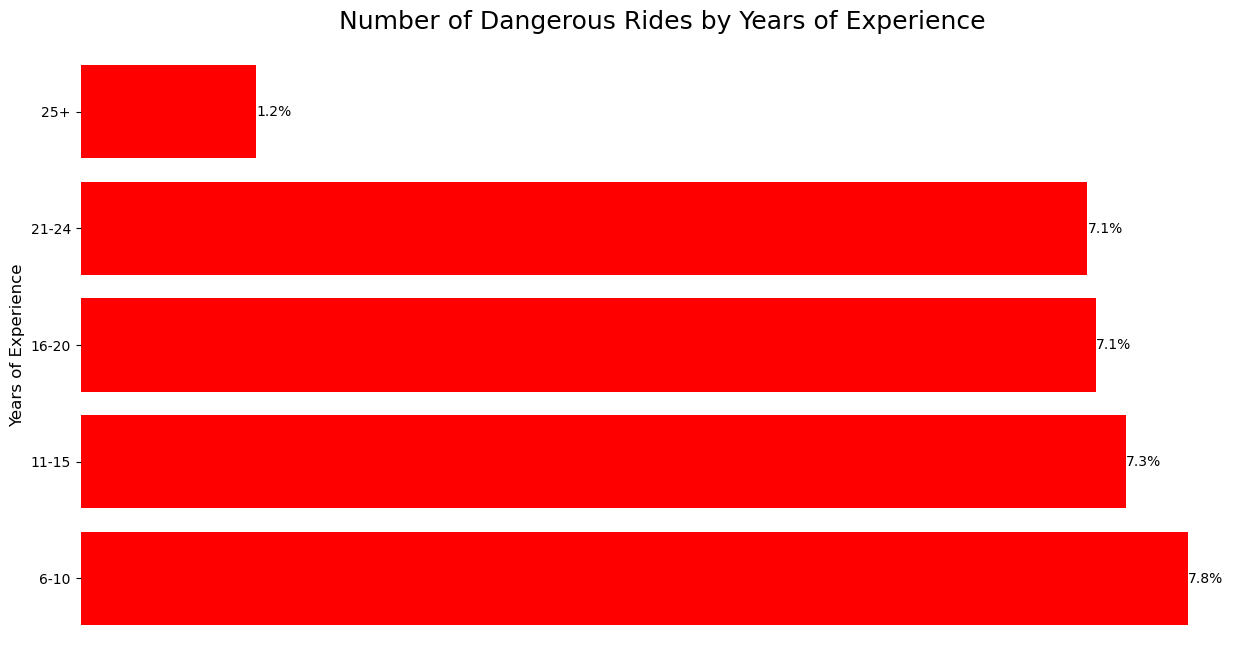 Number of Dangerous Rides by Years of Experience
Years of Experience
25+ 1.2%
21-24 7.1%
16-20 7.1%
11-15 7.3%
6-10 7.8%